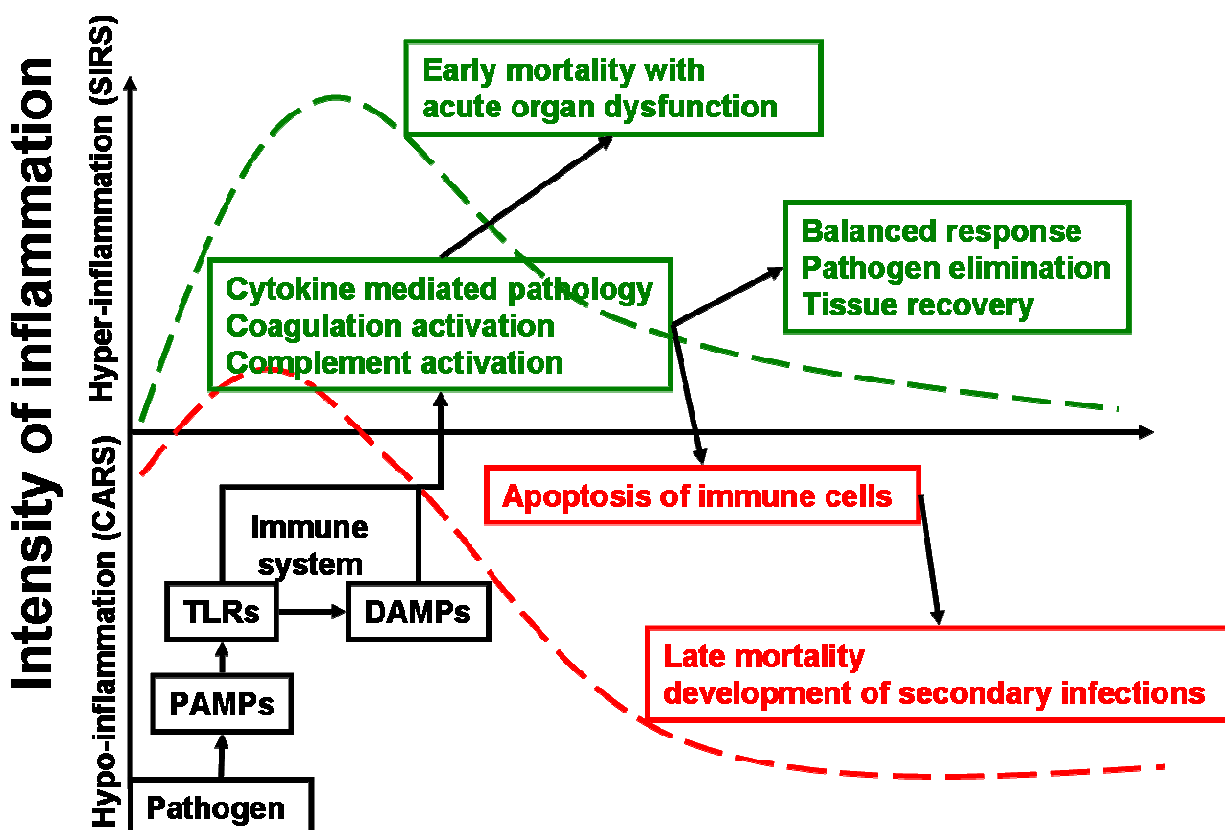 Intensity of inflammation
Hyper-inflammation (SIRS)
Hypo-inflammation (CARS)
Early mortality with
acute organ dysfunction
Balanced response
Pathogen elimination
Tissue recovery
Cytokine mediated pathology
Coagulation activation
Complement activation
Apoptosis of immune cells
Immune
system
TLRs
DAMPs
Late mortality
development of secondary infections
PAMPs
Pathogen